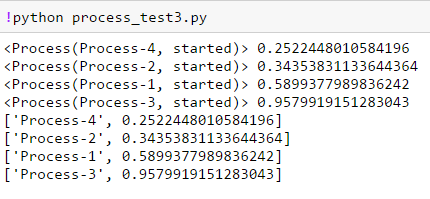 !python process_test3.py
<Process(Process-4, started)> 0.2522448010584196
<Process(Process-2, started)> 0.34353831133644364
<Process(Process-1, started)> 0.5899377989836242
<Process(Process-3, started)> 0.9579919151283043
['Process-4', 0.2522448010584196]
['Process-2', 0.34353831133644364]
['Process-1', 0.5899377989836242]
['Process-3', 0.9579919151283043]